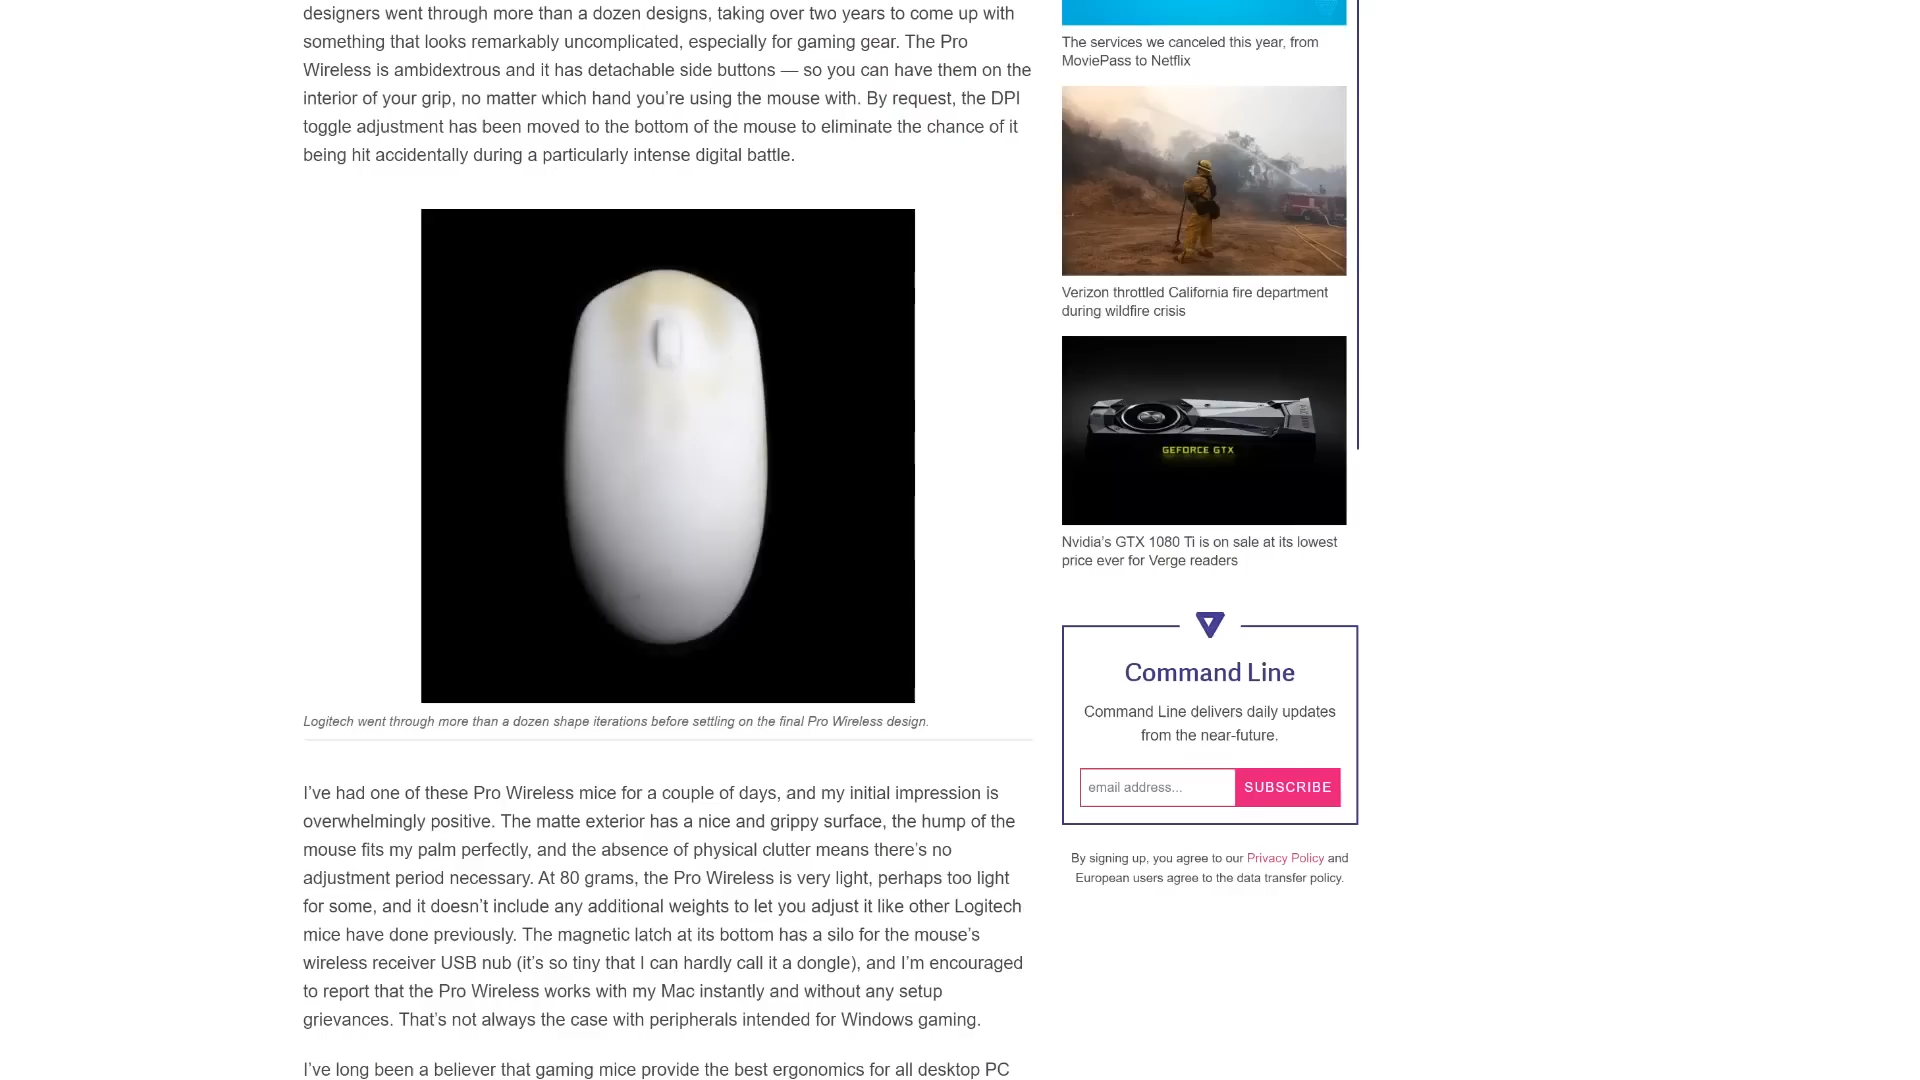 designers went through more than a dozen designs, taking over two years to come up with
something that looks remarkably uncomplicated, especially for gaming gear. The Pro
Wireless is ambidextrous and it has detachable side buttons — so you can have them on the
interior of your grip, no matter which hand you’re using the mouse with. By request, the DPI
toggle adjustment has been moved to the bottom of the mouse to eliminate the chance of it
being hit accidentally during a particularly intense digital battle.
Logitech went through more than a dozen shape iterations before settling on the final Pro Wireless design.
I’ve had one of these Pro Wireless mice for a couple of days, and my initial impression is
overwhelmingly positive. The matte exterior has a nice and grippy surface, the hump of the
mouse fits my palm perfectly, and the absence of physical clutter means there’s no
adjustment period necessary. At 80 grams, the Pro Wireless is very light, perhaps too light
for some, and it doesn’t include any additional weights to let you adjust it like other Logitech
mice have done previously. The magnetic latch at its bottom has a silo for the mouse’s
wireless receiver USB nub (it’s so tiny that I can hardly call it a dongle), and I’m encouraged
to report that the Pro Wireless works with my Mac instantly and without any setup
grievances. That’s not always the case with peripherals intended for Windows gaming.
I’ve long been a believer that gaming mice provide the best ergonomics for all desktop PC
The services we canceled this year, from
MoviePass to Netflix
Verizon throttled California fire department
during wildfire crisis
GEFORCE GTX
Nvidia’s GTX 1080 Ti is on sale at its lowest
price ever for Verge readers
Command Line
Command Line delivers daily updates
from the near-future.
email address...
SUBSCRIBE
By signing up, you agree to our Privacy Policy and
European users agree to the data transfer policy.